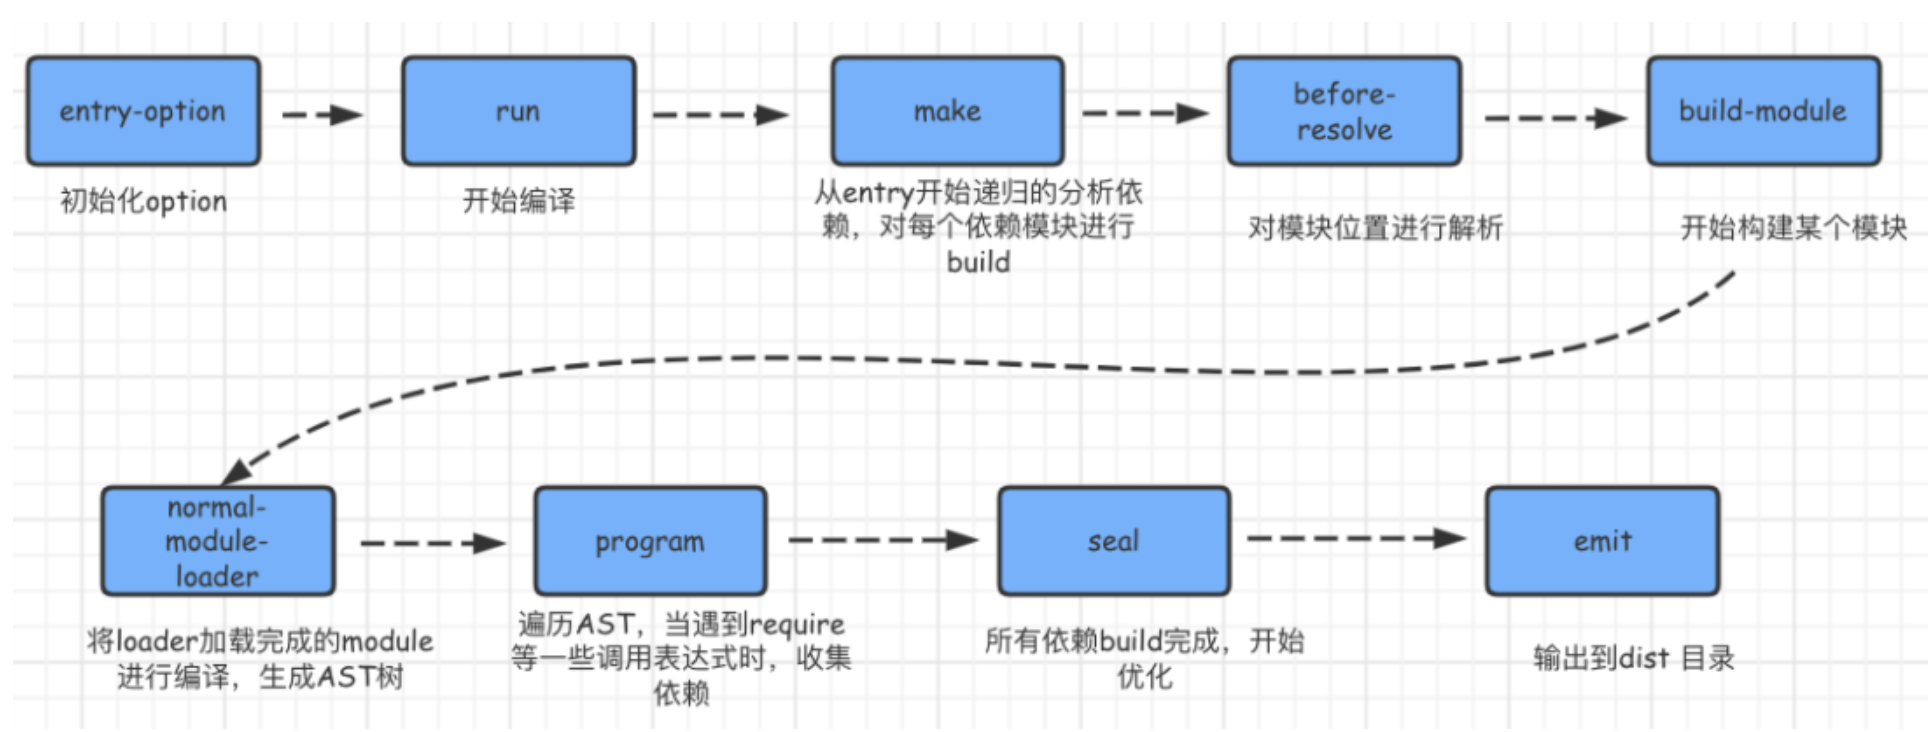 entry-option
run
make
before-
resolve
build-module
初始化option
开始编译
从entry开始递归的分析依
赖，对每个依赖模块进行
build
对模块位置进行解析
开始构建某个模块
normal-
module-
loader
program
seal
emit
将loader加载完成的module
进行编译，生成AST树
遍历AST，当遇到require
等一些调用表达式时，收集
依赖
所有依赖build完成，开始
优化
输出到dist 目录